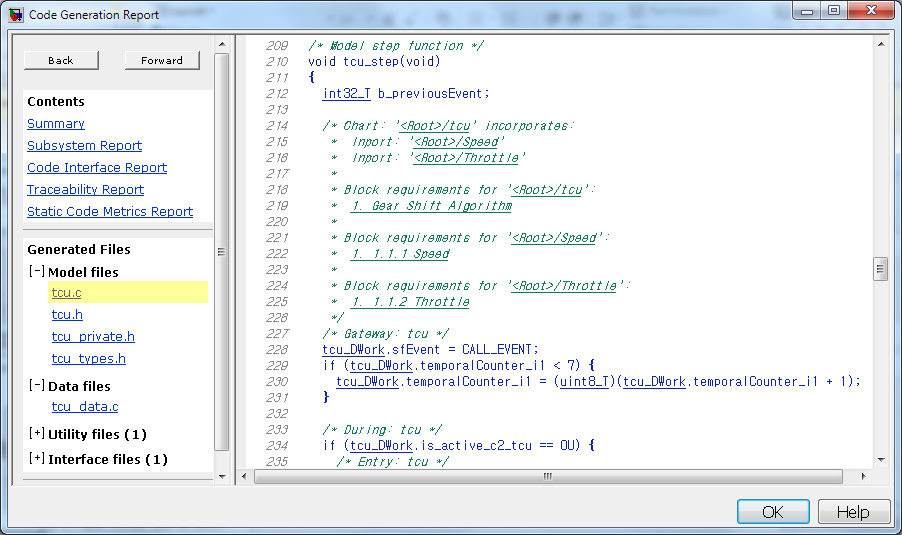 Code Generation Report
Back
Forward
Contents
Summary
Subsystem Report
Code Interface Report
Traceability Report
Static Code Metrics Report
Generated Files
[-] Model files
tcu.c
tcu.h
tcu_private.h
tcu_types.h
[-] Data files
tcu_data.c
[+] Utility files (1)
[+] Interface files (1)
209 /* Model step function */
210 void tcu_step(void)
211 {
212 int32_T b_previousEvent;
213
214 /* Chart: '<Root>/tcu' incorporates:
215 * Inport: '<Root>/Speed'
216 * Inport: '<Root>/Throttle'
217 *
218 * Block requirements for '<Root>/tcu':
219 * 1. Gear Shift Algorithm
220 *
221 * Block requirements for '<Root>/Speed':
222 * 1. 1.1.1 Speed
223 *
224 * Block requirements for '<Root>/Throttle':
225 * 1. 1.1.2 Throttle
226 */
227 /* Gateway: tcu */
228 tcu_DWork.sfEvent = CALL_EVENT;
229 if (tcu_DWork.temporalCounter_i1 < 7) {
230 tcu_DWork.temporalCounter_i1 = (uint8_T)(tcu_DWork.temporalCounter_i1 + 1);
231 }
232
233 /* During: tcu */
234 if (tcu_DWork.is_active_c2_tcu == 0U) {
235 /* Entry: tcu */
OK
Help